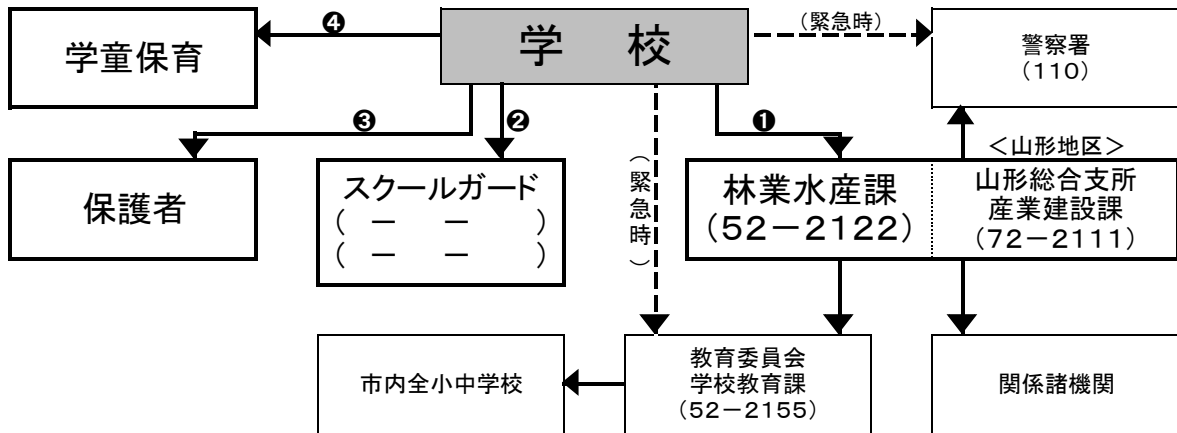 ❹
学　校
(緊急時)
学童保育
警察署
(110)
❸
❷
❶
＜山形地区＞
保護者
スクールガード
(　－　－　)
(　－　－　)
(緊急時)
林業水産課
(52－2122)
山形総合支所
産業建設課
(72－2111)
市内全小中学校
教育委員会
学校教育課
(52－2155)
関係諸機関